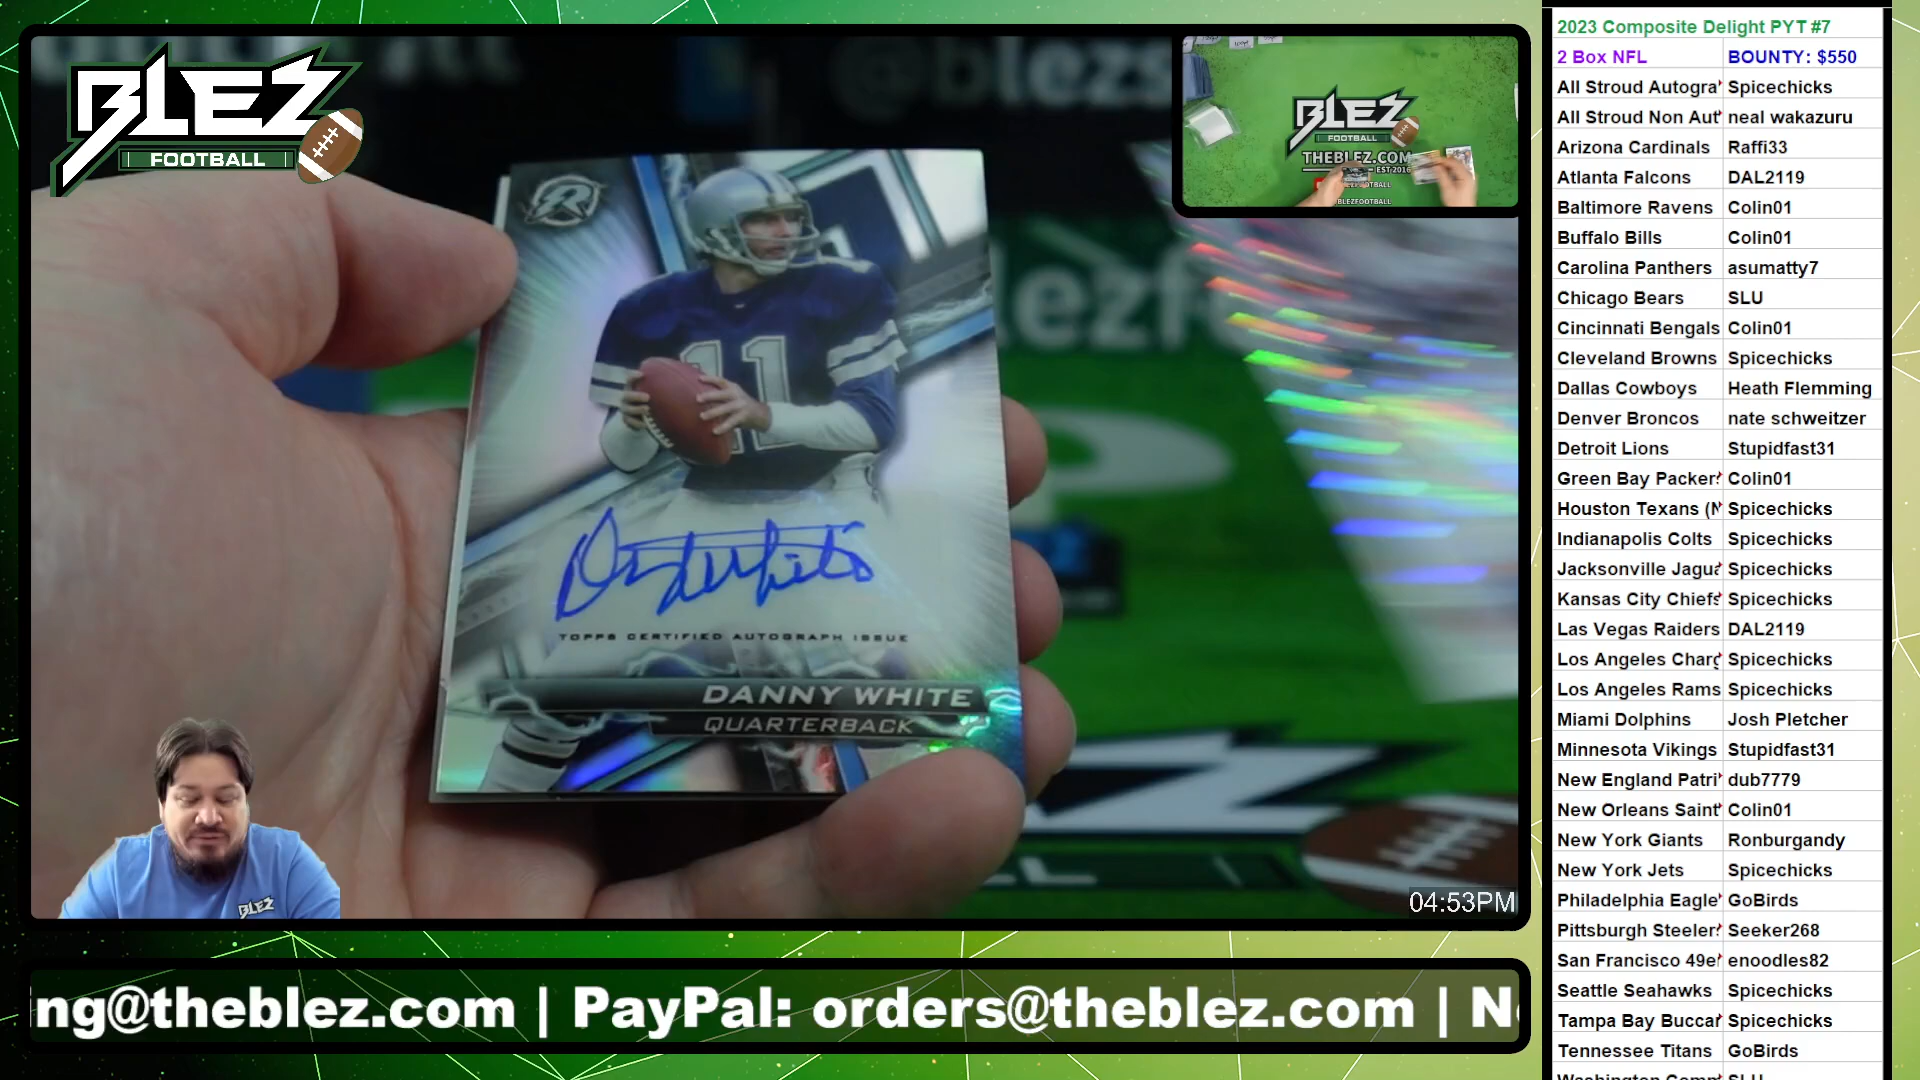 BLEZ
FOOTBALL
11
TOPPS CERTIFIED AUTOGRAPH ISSUE
DANNY WHITE
QUARTERBACK
BLEZ
FOOTBALL
THEBLEZ.COM
EST 2016
BLEZFOOTBALL
BLEZ
04:53PM
ng@theblez.com | PayPal: orders@theblez.com | N
2023 Composite Delight PYT #7
2 Box NFL BOUNTY: $550
All Stroud Autogra Spicechicks
All Stroud Non Aut neal wakazuru
Arizona Cardinals Raffi33
Atlanta Falcons DAL2119
Baltimore Ravens Colin01
Buffalo Bills Colin01
Carolina Panthers asumatty7
Chicago Bears SLU
Cincinnati Bengals Colin01
Cleveland Browns Spicechicks
Dallas Cowboys Heath Flemming
Denver Broncos nate schweitzer
Detroit Lions Stupidfast31
Green Bay Packer Colin01
Houston Texans (N Spicechicks
Indianapolis Colts Spicechicks
Jacksonville Jagua Spicechicks
Kansas City Chiefs Spicechicks
Las Vegas Raiders DAL2119
Los Angeles Charg Spicechicks
Los Angeles Rams Spicechicks
Miami Dolphins Josh Pletcher
Minnesota Vikings Stupidfast31
New England Patri dub7779
New Orleans Saint Colin01
New York Giants Ronburgandy
New York Jets Spicechicks
Philadelphia Eagle GoBirds
Pittsburgh Steeler Seeker268
San Francisco 49e enoodles82
Seattle Seahawks Spicechicks
Tampa Bay Buccar Spicechicks
Tennessee Titans GoBirds